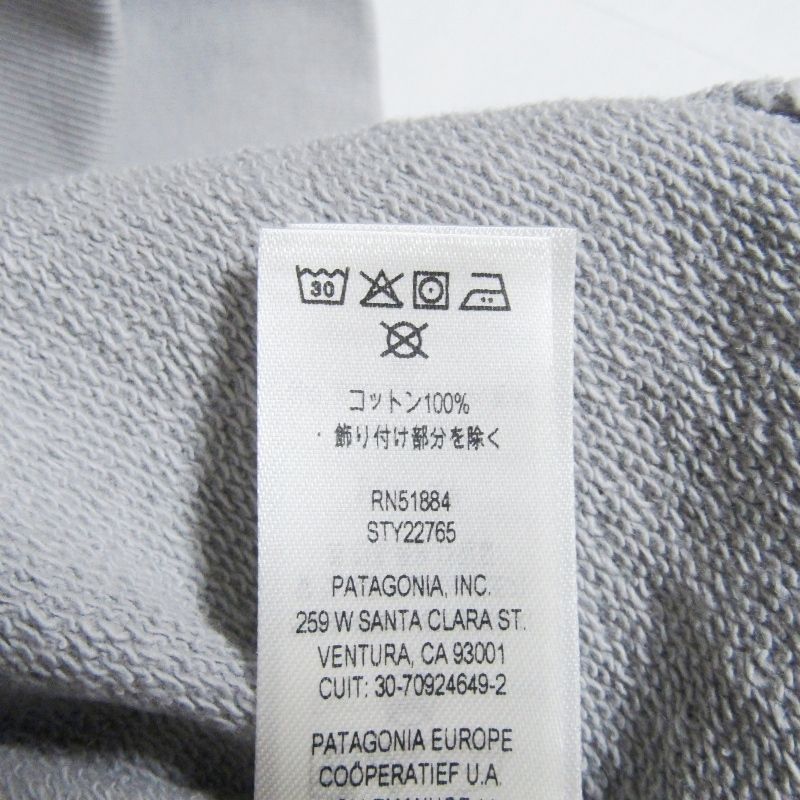 30
コットン100%
・飾り付け部分を除く
RN51884
STY22765
PATAGONIA, INC.
259 W SANTA CLARA ST.
VENTURA, CA 93001
CUIT: 30-70924649-2
PATAGONIA EUROPE
COÖPERATIEF U.A.